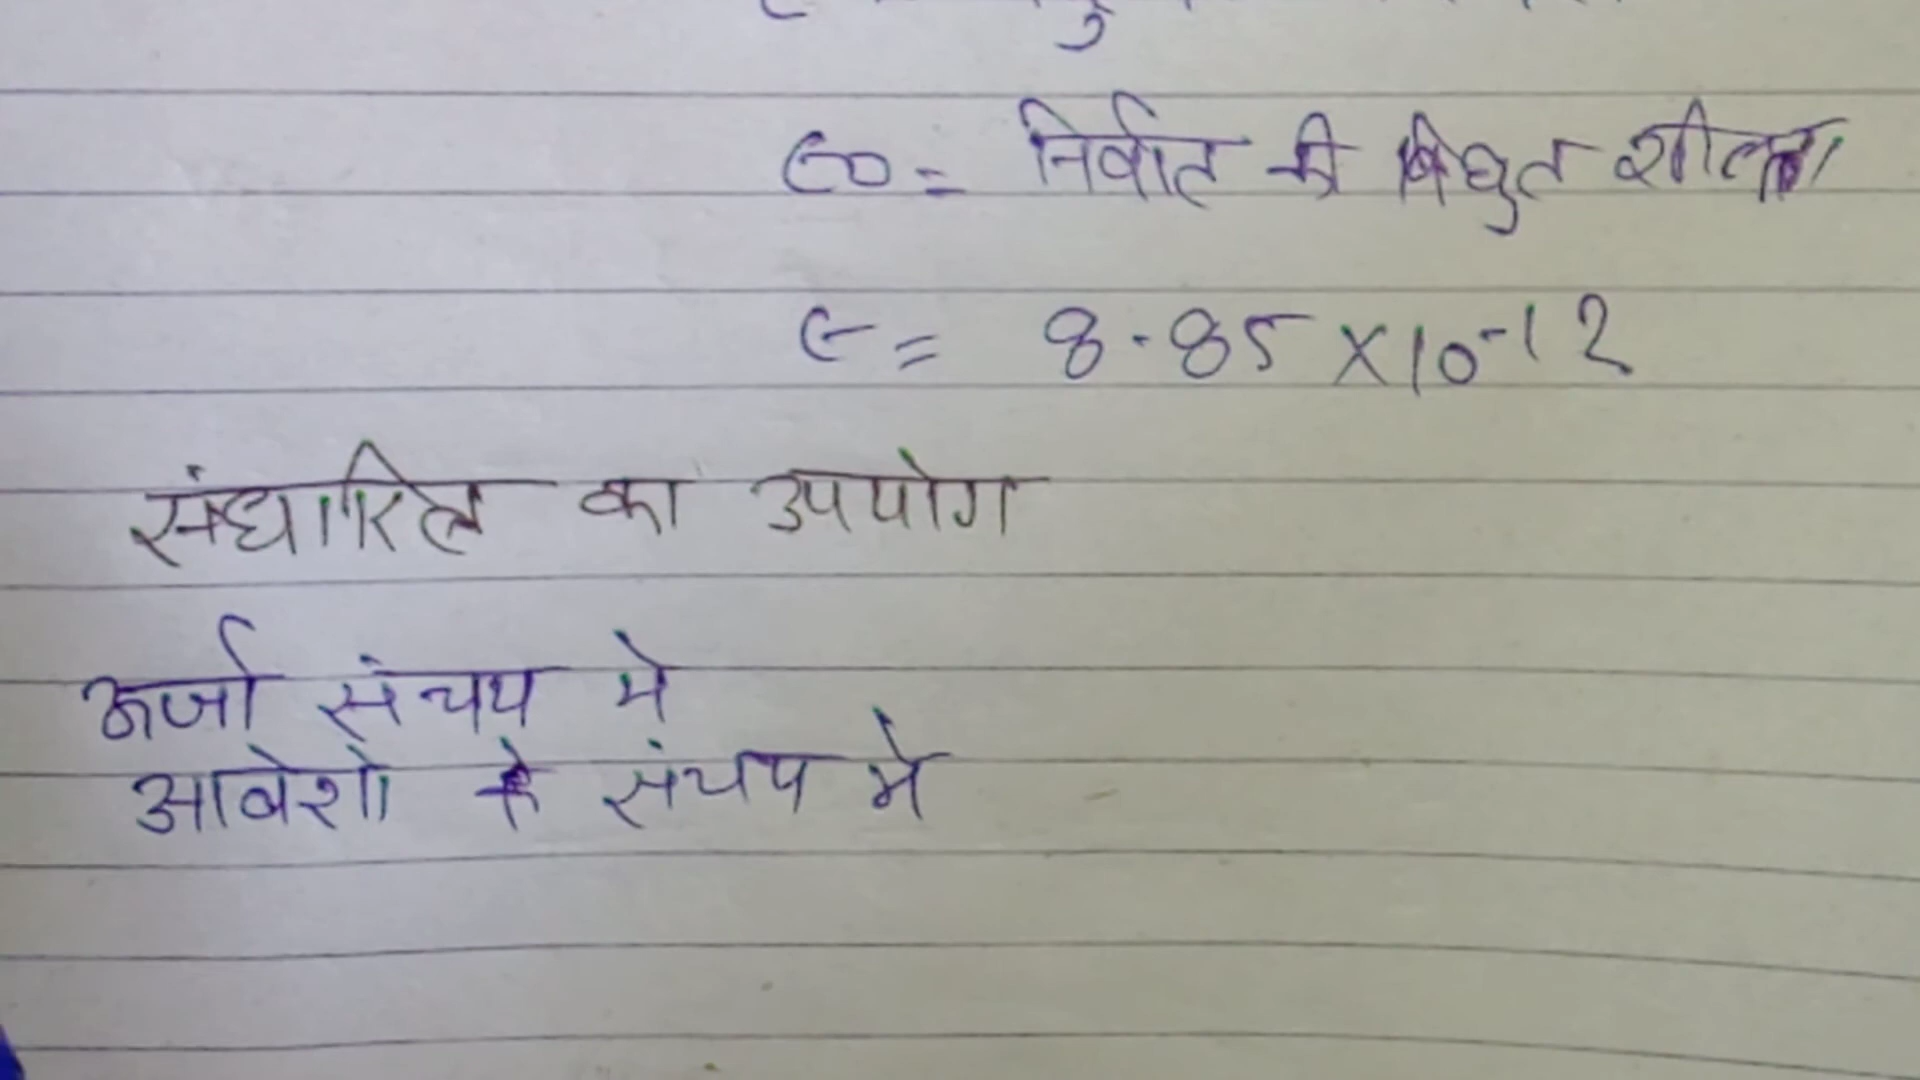 ϵ0 = निर्वात की विधुत शीलता
ϵ = 8.85 × 10⁻¹²
संधारित्र का उपयोग
ऊर्जा संचय मे
आवेशो के संचय मे